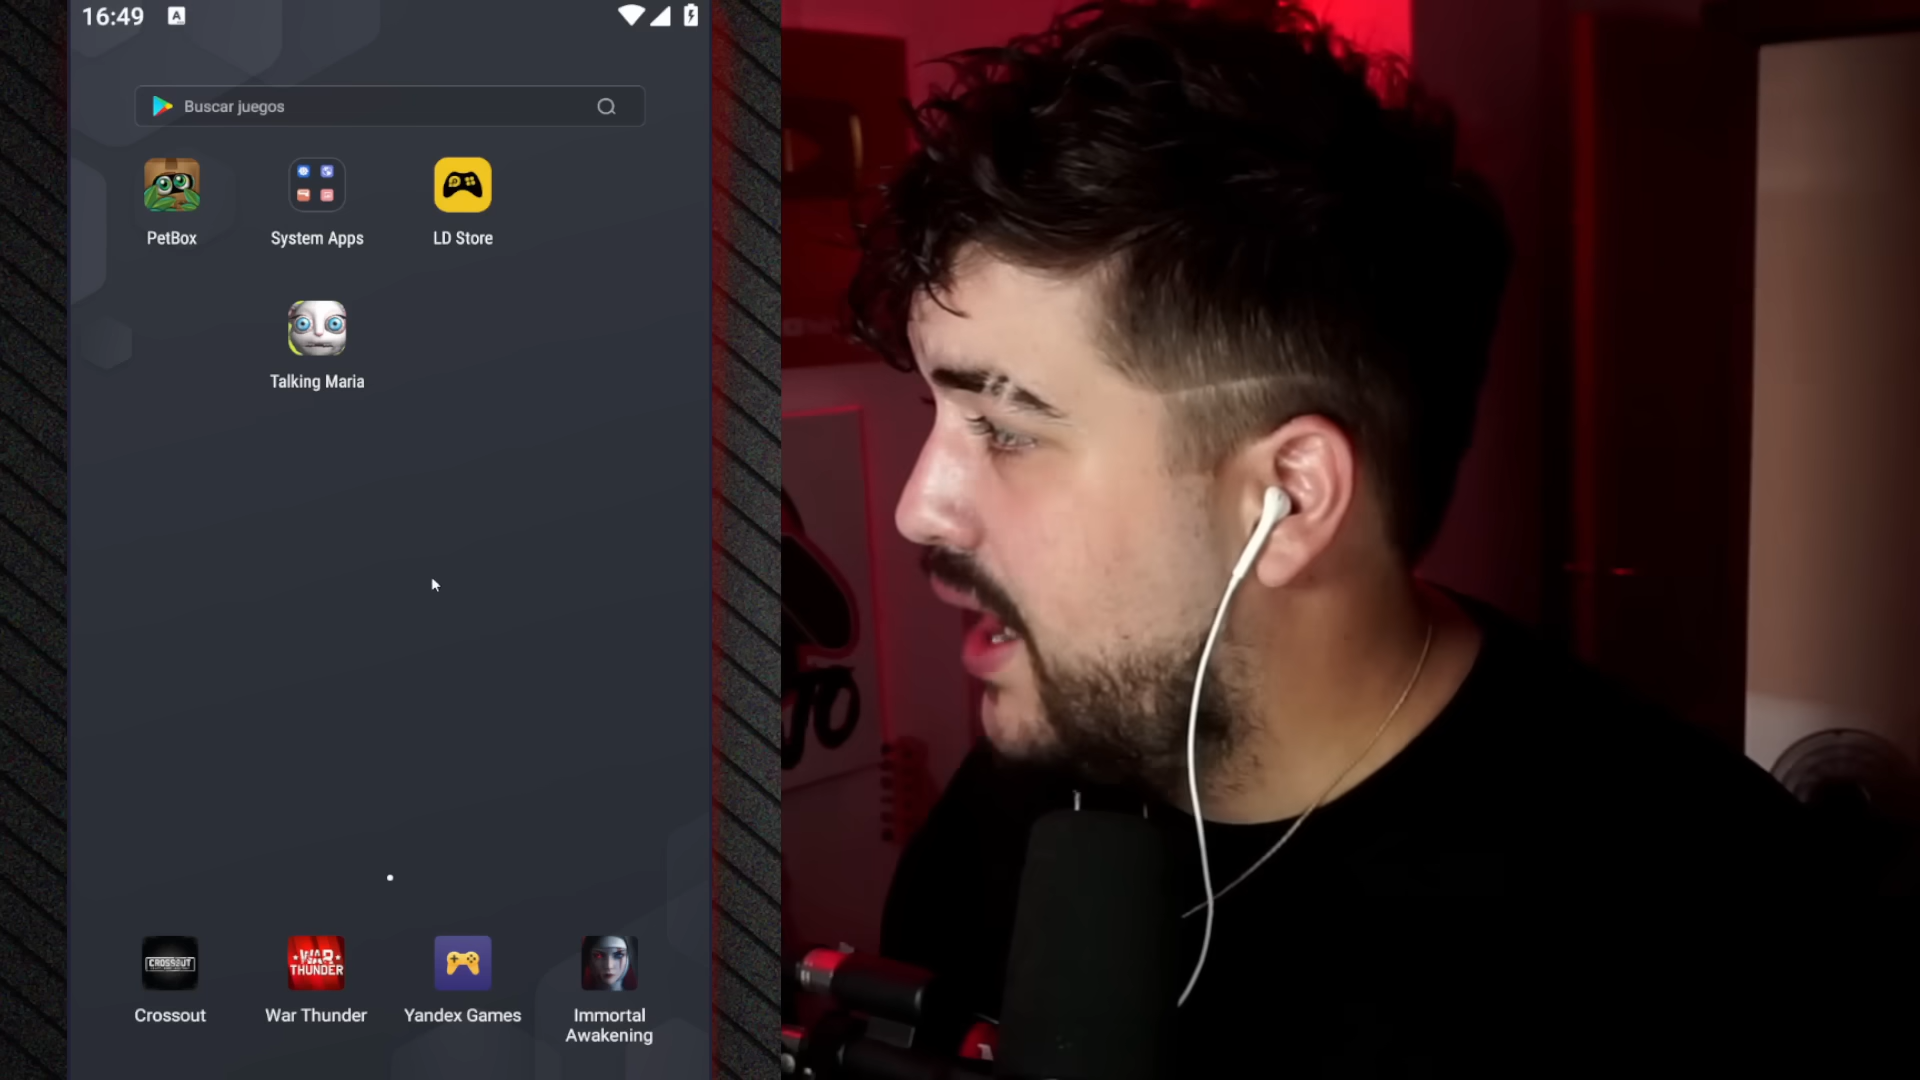 16:49
A
Buscar juegos
PetBox
System Apps
LD Store
Talking Maria
CROSSOUT
WAR
THUNDER
Crossout
War Thunder
Yandex Games
Immortal
Awakening